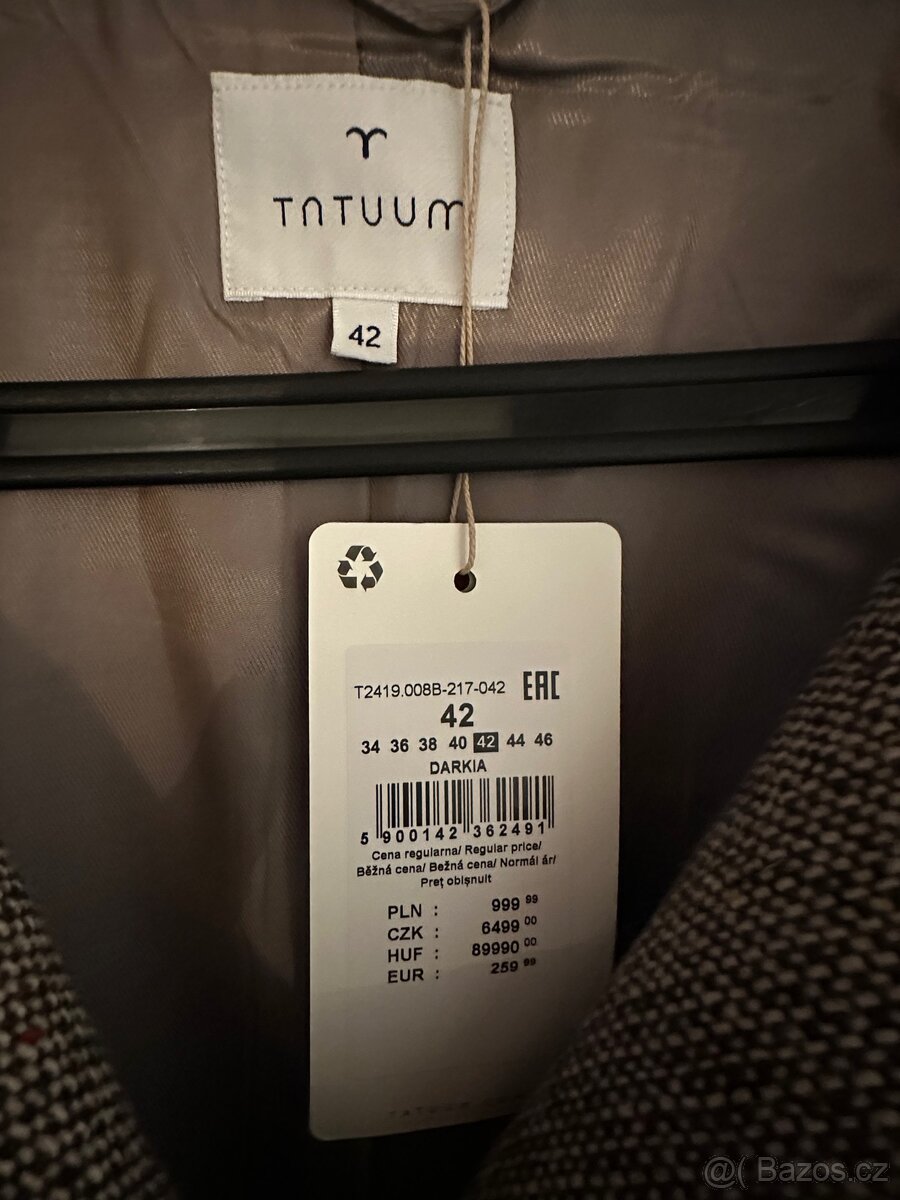 TATUUM
42
T2419.008B-217-042 EAC
42
34 36 38 40 42 44 46
DARKIA
5 900142 362491
Cena regularna/ Regular price/
Běžná cena/ Bežná cena/ Normál ár/
Preț obișnuit
PLN : 999 99
CZK : 6499 00
HUF : 89990 00
EUR : 259 99
TATUUM
@( Bazos.cz